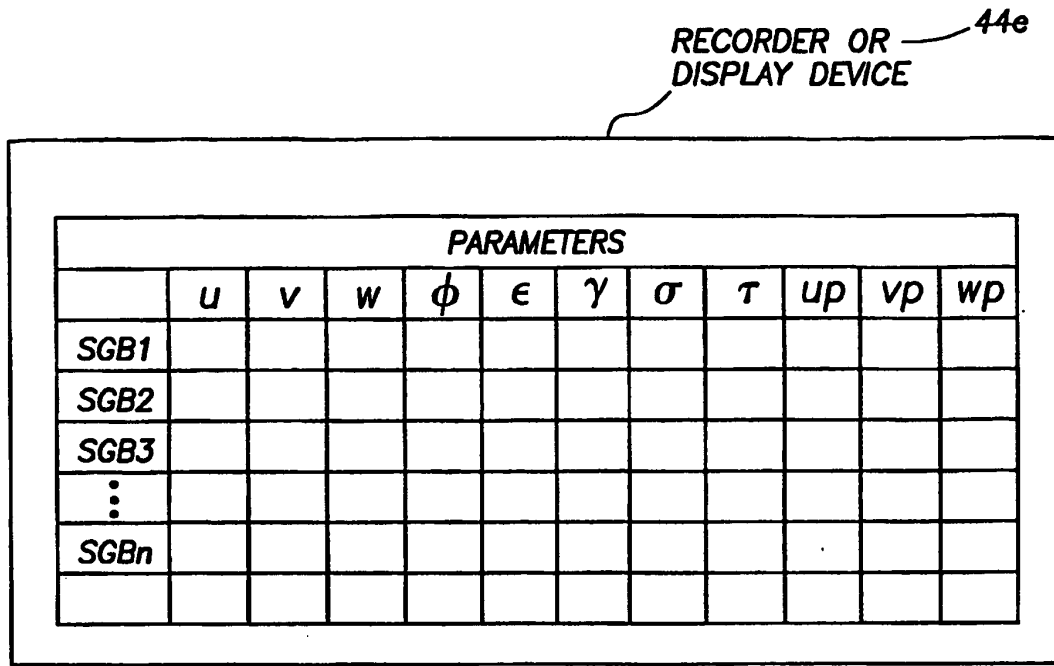 RECORDER OR 44e
DISPLAY DEVICE
PARAMETERS
u v w ϕ ϵ γ σ τ up vp wp
SGB1
SGB2
SGB3
⋮
SGBn